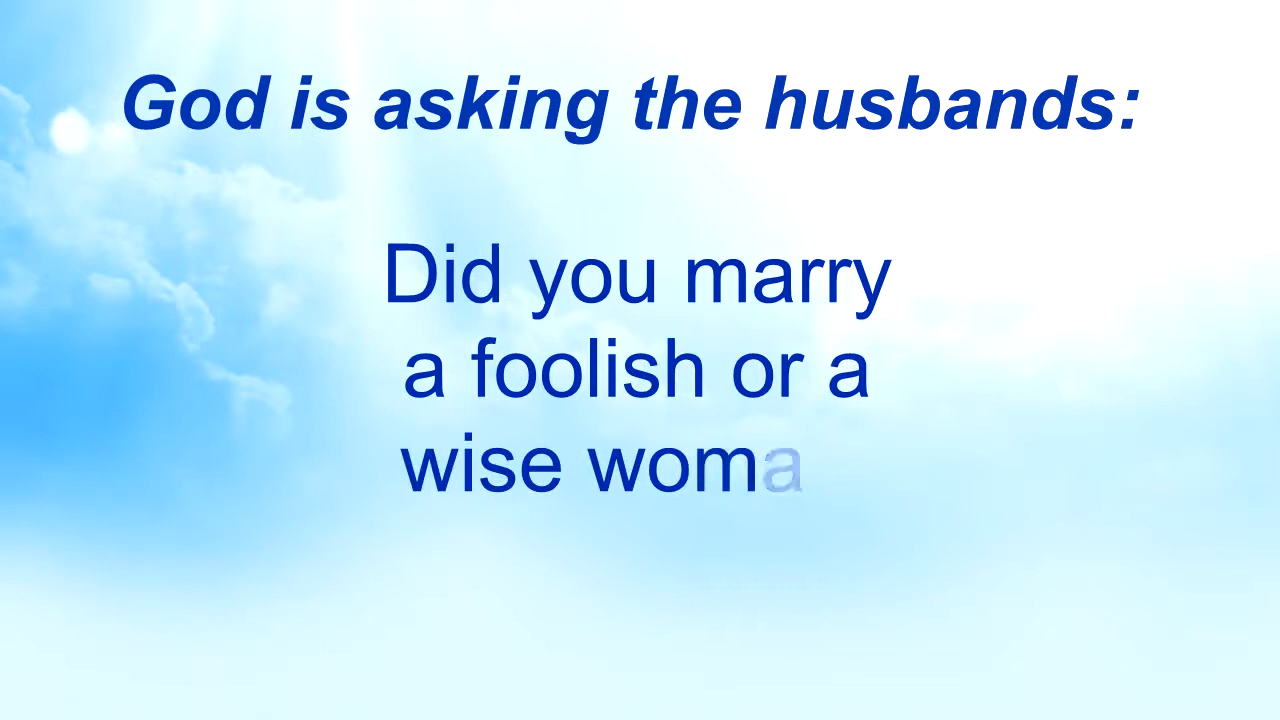 God is asking the husbands:
Did you marry
a foolish or a
wise woma